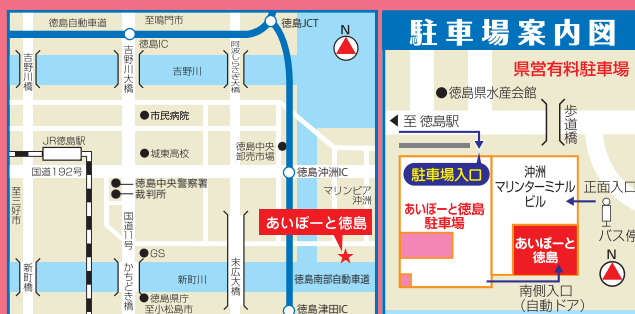 徳島自動車道
至鳴門市
徳島JCT
N
徳島IC
吉野川橋
吉野川大橋
阿波しらさぎ大橋
吉野川
市民病院
JR徳島駅
城東高校
徳島中央
卸売市場
国道192号
徳島沖洲IC
徳島中央警察署
裁判所
マリンピア
沖洲
至三好市
国道11号
あいぽーと徳島
GS
新町橋
かちどき橋
新町川
末広大橋
徳島南部自動車道
徳島県庁
至小松島市
徳島津田IC
駐車場案内図
県営有料駐車場
徳島県水産会館
至 徳島駅
歩道橋
駐車場入口
沖洲
マリンターミナル
ビル
正面入口
あいぽーと徳島
駐車場
バス停
あいぽーと
徳島
N
南側入口
(自動ドア)